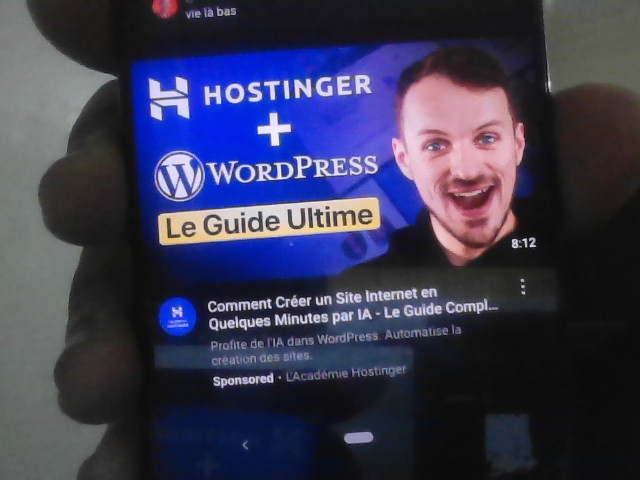 vie là bas
HOSTINGER
+
WORDPRESS
Le Guide Ultime
8:12
Comment Créer un Site Internet en
Quelques Minutes par IA - Le Guide Compl...
Profite de l'IA dans WordPress. Automatise la
création des sites.
Sponsored · L'Académie Hostinger